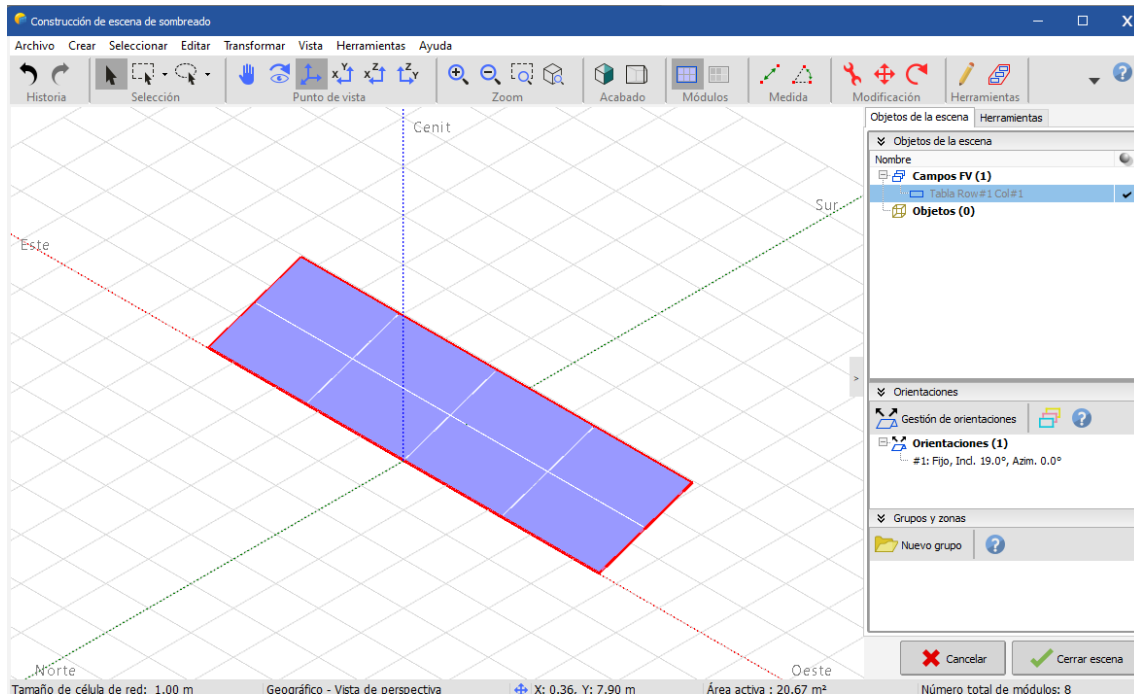 Construcción de escena de sombreado
Archivo Crear Seleccionar Editar Transformar Vista Herramientas Ayuda
Historia Selección Punto de vista Zoom Acabado Módulos Medida Modificación Herramientas
Objetos de la escena Herramientas
Objetos de la escena
Nombre
Campos FV (1)
Tabla Row#1 Col#1
Objetos (0)
Cenit
Sur
Este
Norte
Oeste
>
Orientaciones
Gestión de orientaciones
Orientaciones (1)
#1: Fijo, Incl. 19.0°, Azim. 0.0°
Grupos y zonas
Nuevo grupo
Cancelar Cerrar escena
Tamaño de célula de red: 1.00 m Geográfico - Vista de perspectiva X: 0.36, Y: 7.90 m Área activa : 20.67 m² Número total de módulos: 8